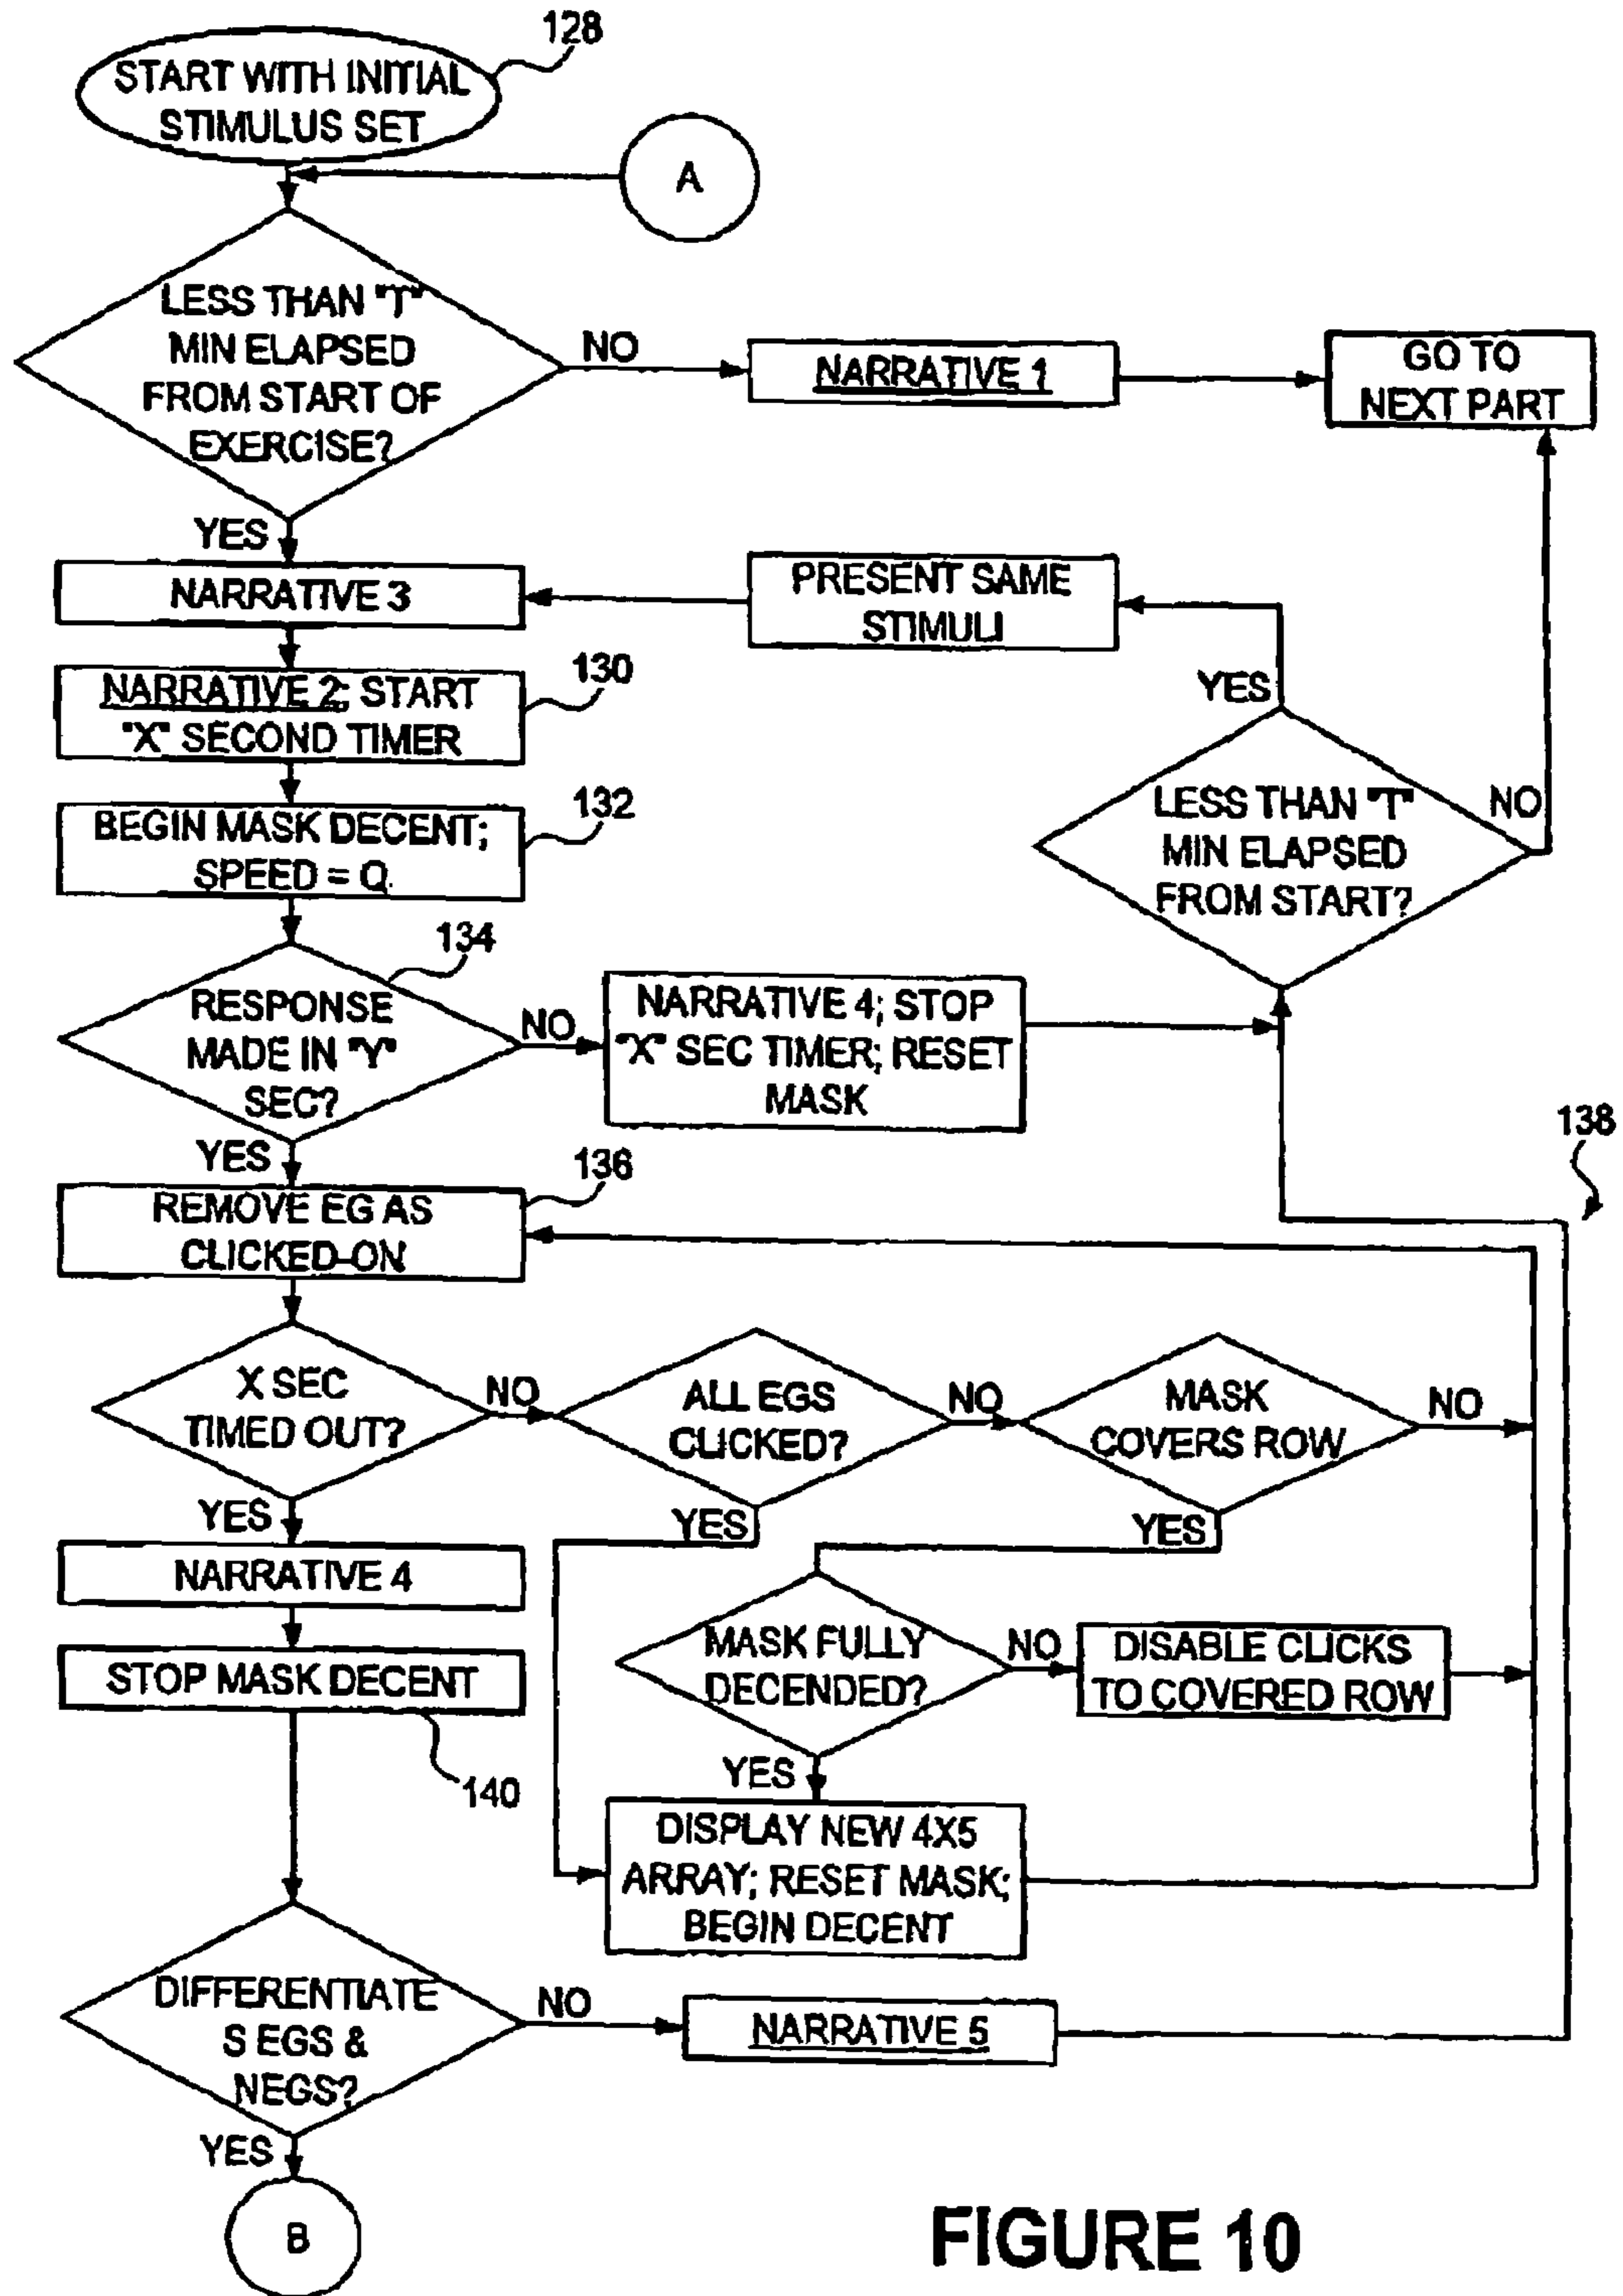 128
START WITH INITIAL
STIMULUS SET
A
LESS THAN "T"
MIN ELAPSED
FROM START OF
EXERCISE?
NO
NARRATIVE 1
GO TO
NEXT PART
YES
NARRATIVE 3
PRESENT SAME
STIMULI
YES
NARRATIVE 2; START
"X" SECOND TIMER
130
LESS THAN "T"
MIN ELAPSED
FROM START?
NO
BEGIN MASK DECENT;
SPEED = Q.
132
134
RESPONSE
MADE IN "Y"
SEC?
NO
NARRATIVE 4; STOP
"X" SEC TIMER; RESET
MASK
138
YES
REMOVE EG AS
CLICKED-ON
136
X SEC
TIMED OUT?
NO
ALL EGS
CLICKED?
NO
MASK
COVERS ROW
NO
YES
YES
YES
NARRATIVE 4
MASK FULLY
DECENDED?
NO
DISABLE CLICKS
TO COVERED ROW
STOP MASK DECENT
140
YES
DISPLAY NEW 4X5
ARRAY; RESET MASK;
BEGIN DECENT
DIFFERENTIATE
S EGS &
NEGS?
NO
NARRATIVE 5
YES
B
FIGURE 10